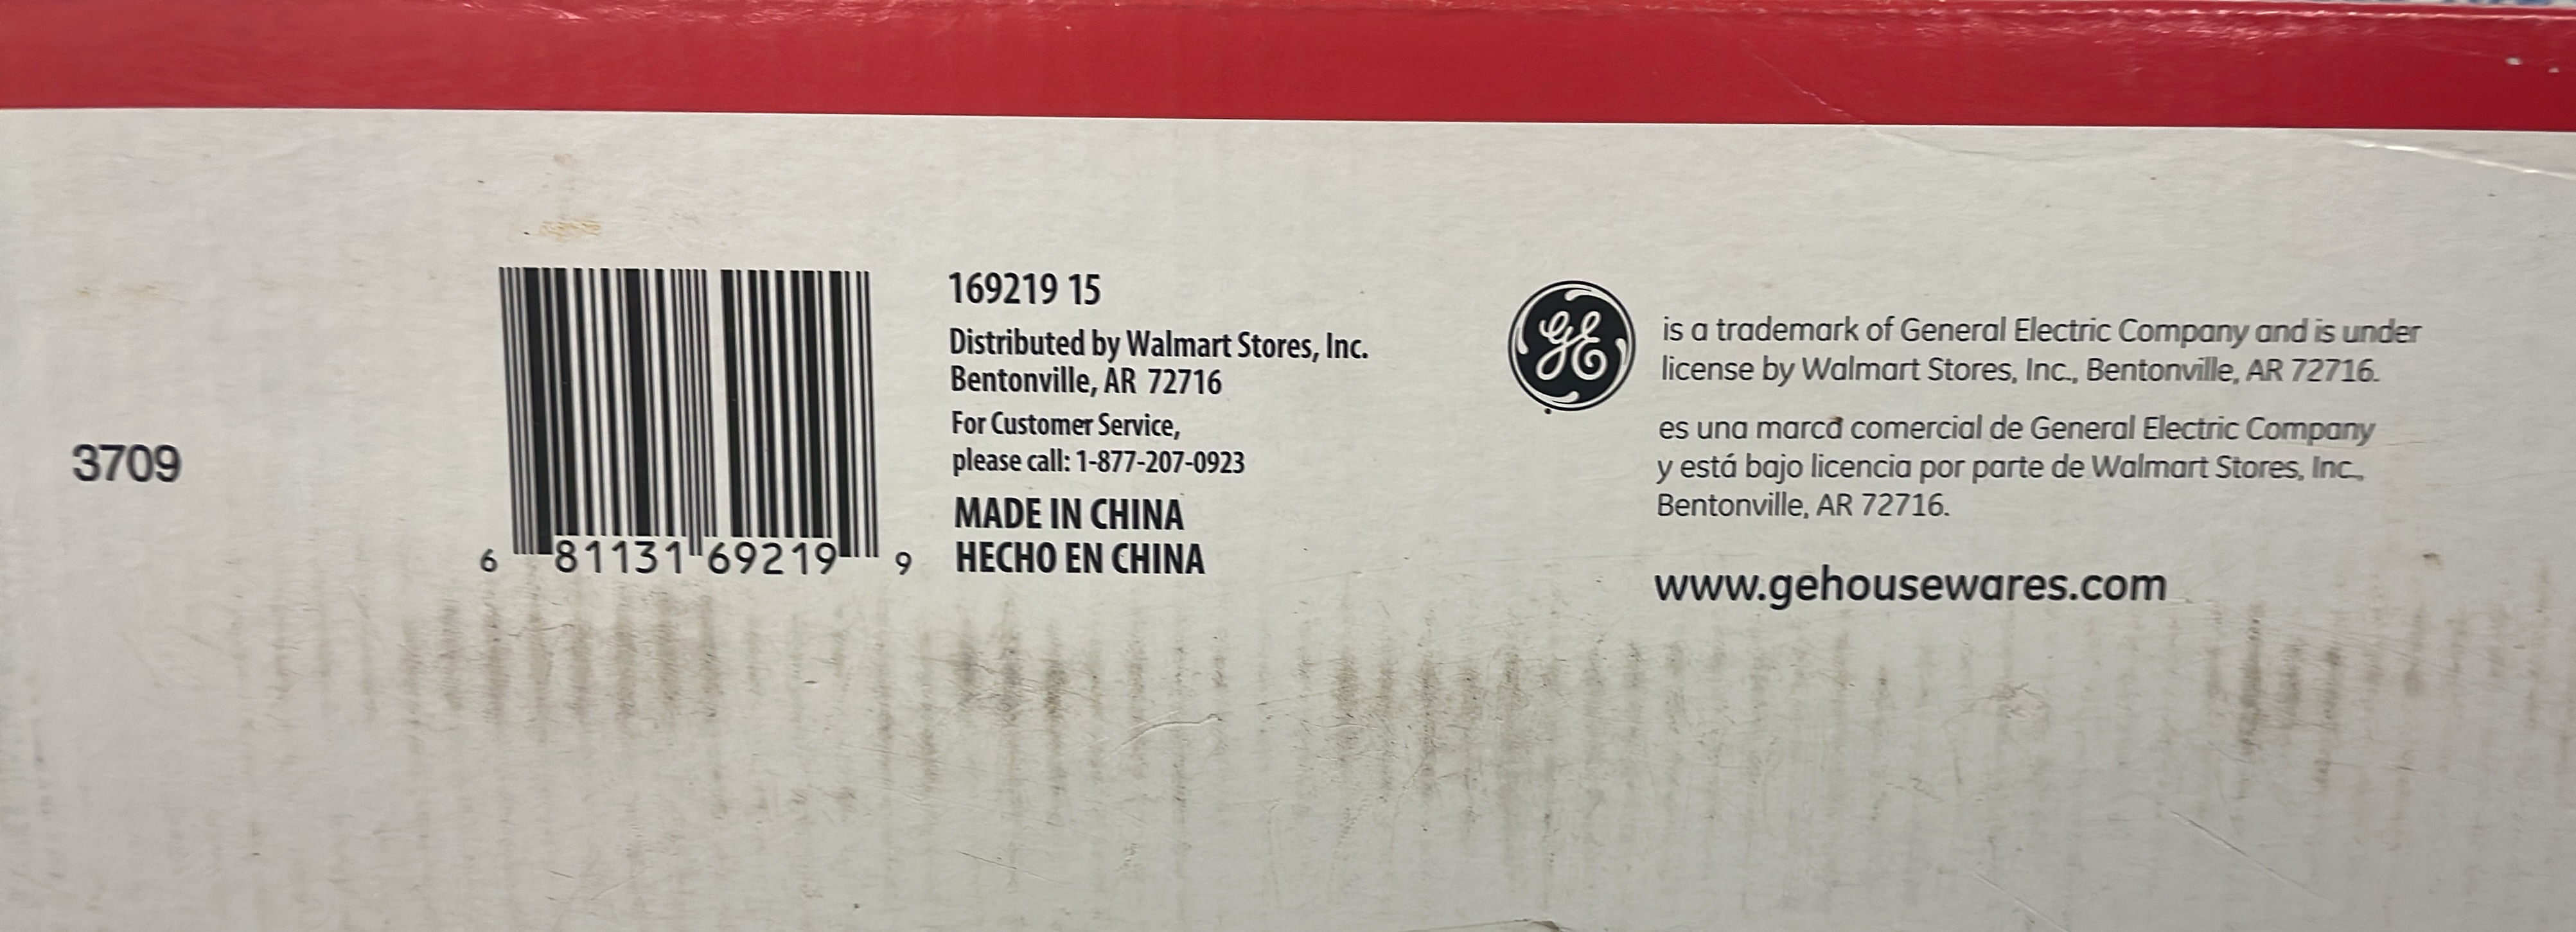 3709
6 81131 69219 9
169219 15
Distributed by Walmart Stores, Inc.
Bentonville, AR 72716
For Customer Service,
please call: 1-877-207-0923
MADE IN CHINA
HECHO EN CHINA
GE
is a trademark of General Electric Company and is under
license by Walmart Stores, Inc., Bentonville, AR 72716.
es una marca comercial de General Electric Company
y está bajo licencia por parte de Walmart Stores, Inc.,
Bentonville, AR 72716.
www.gehousewares.com